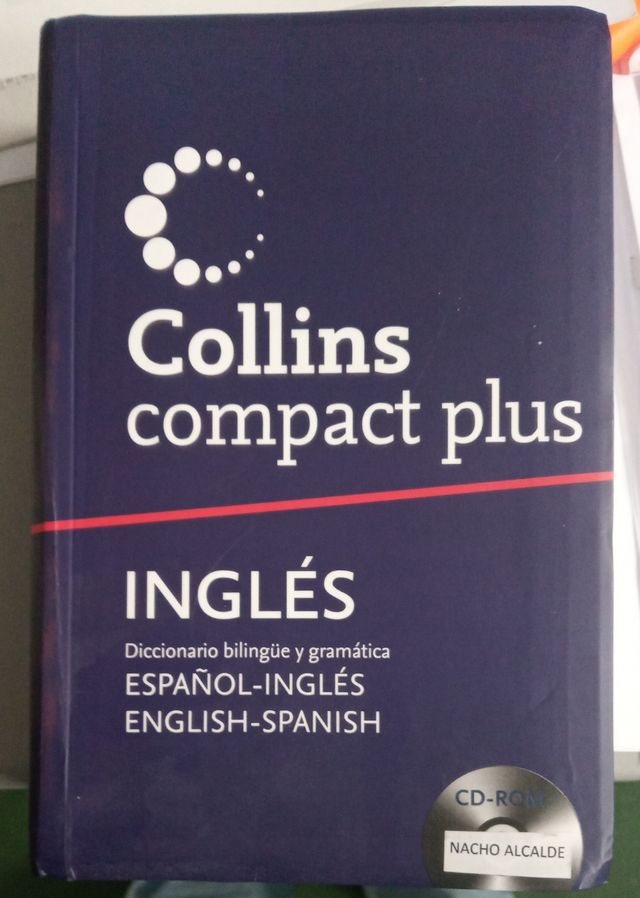 Collins
compact plus
INGLÉS
Diccionario bilingüe y gramática
ESPAÑOL-INGLÉS
ENGLISH-SPANISH
CD-ROM
NACHO ALCALDE